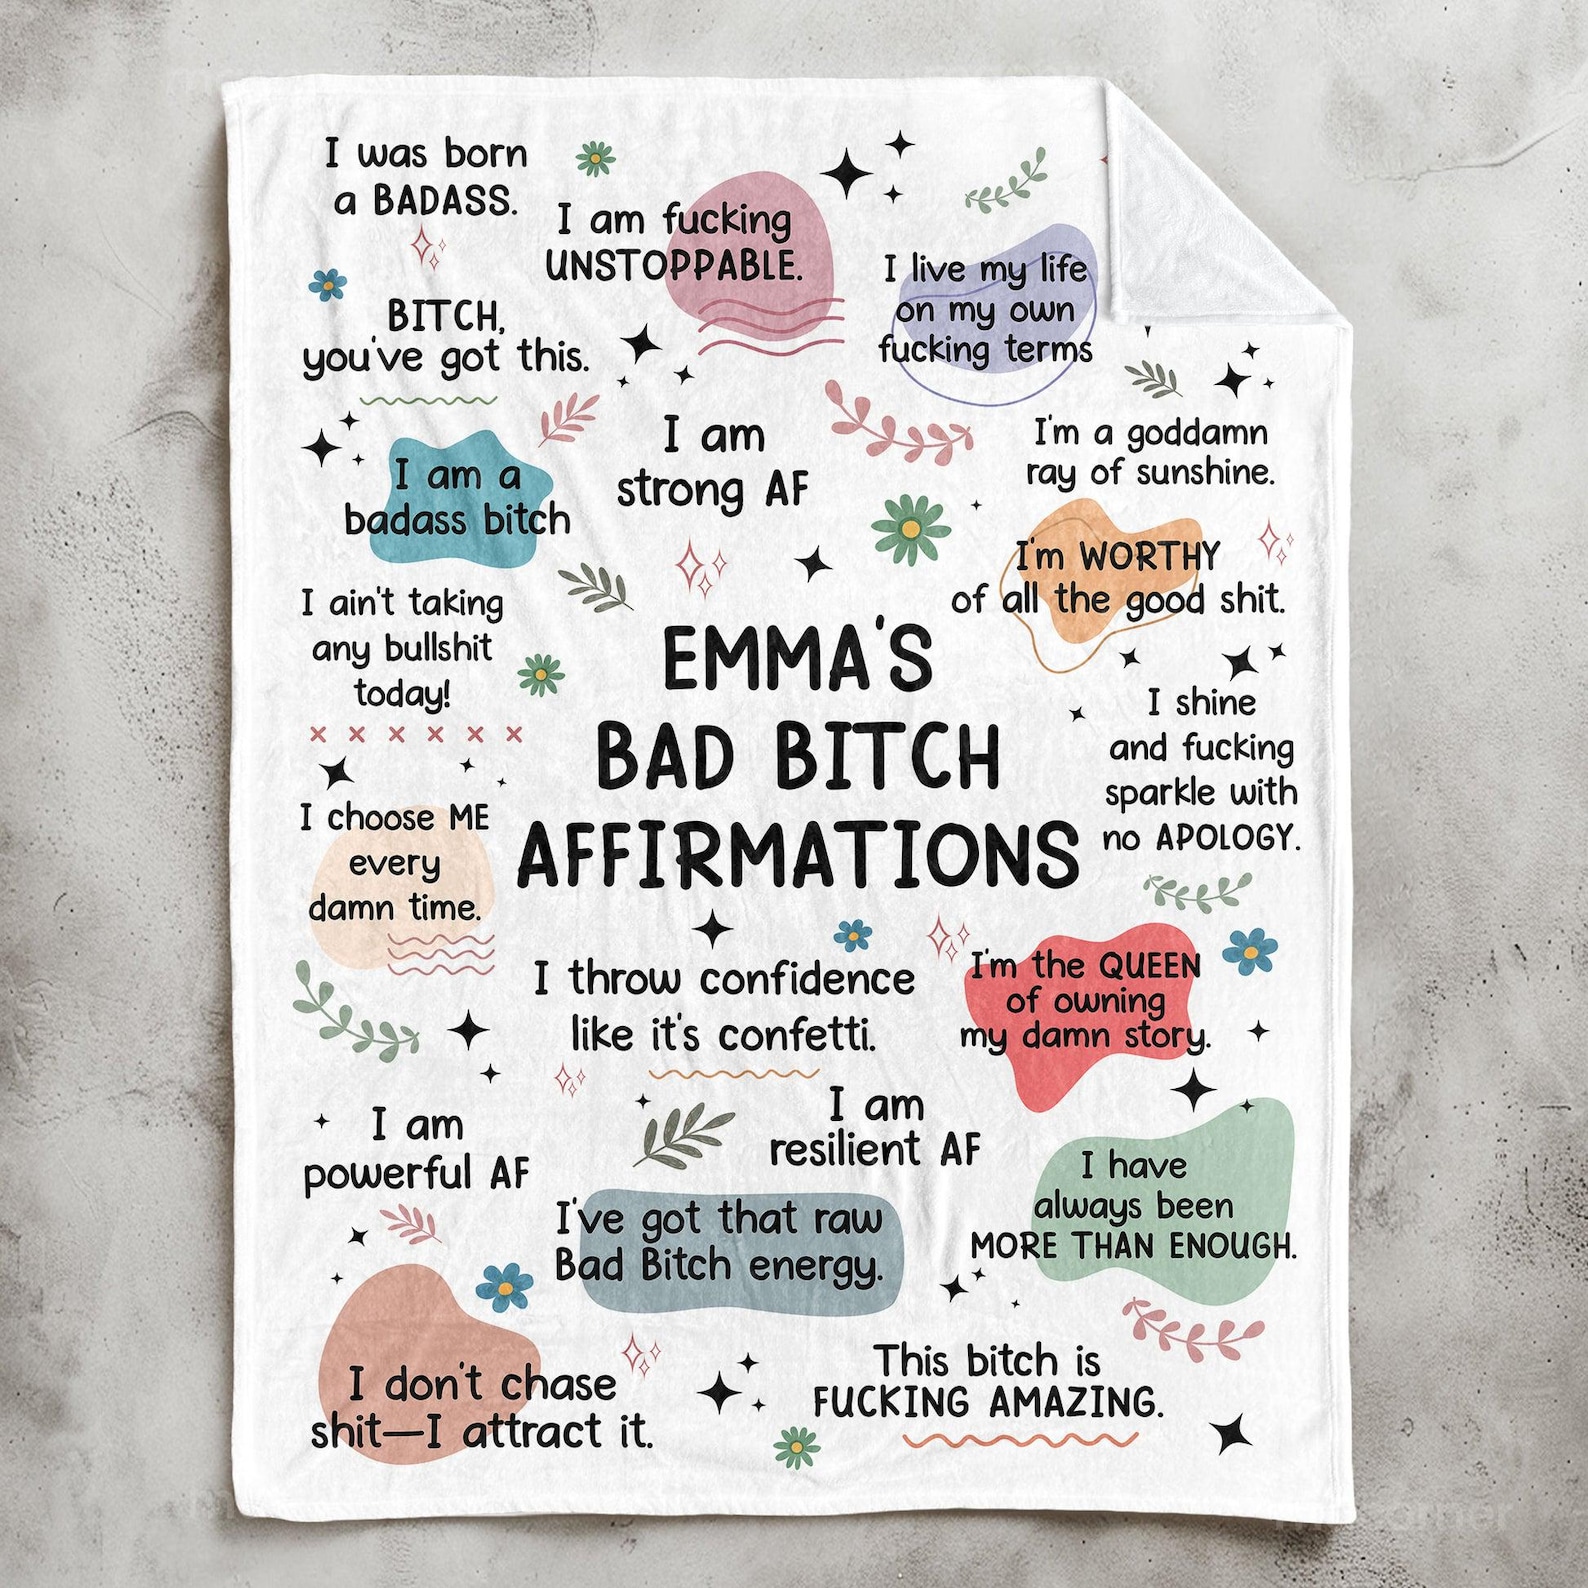 I was born
a BADASS.
I am fucking
UNSTOPPABLE.
I live my life
on my own
fucking terms
BITCH,
you've got this.
I am
strong AF
I'm a goddamn
ray of sunshine.
I am a
badass bitch
I'm WORTHY
of all the good shit.
I ain't taking
any bullshit
today!
EMMA'S
BAD BITCH
AFFIRMATIONS
I shine
and fucking
sparkle with
no APOLOGY.
I choose ME
every
damn time.
I throw confidence
like it's confetti.
I'm the QUEEN
of owning
my damn story.
I am
powerful AF
I am
resilient AF
I have
always been
MORE THAN ENOUGH.
I've got that raw
Bad Bitch energy.
I don't chase
shit—I attract it.
This bitch is
FUCKING AMAZING.